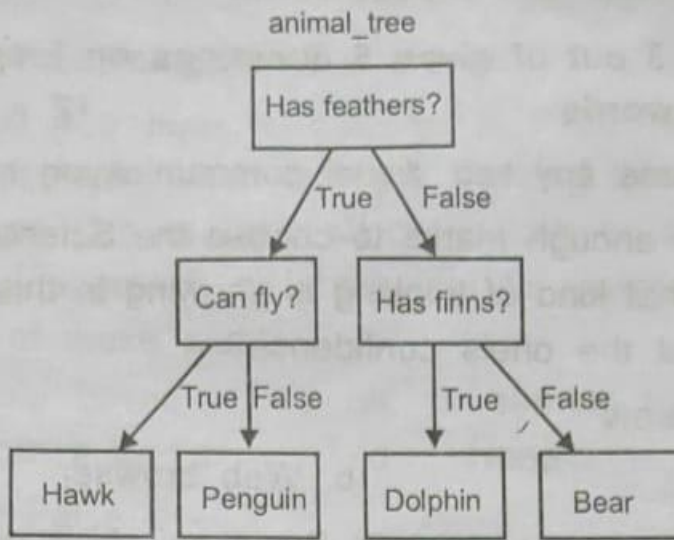 animal_tree
Has feathers?
True False
Can fly? Has finns?
True False True False
Hawk Penguin Dolphin Bear